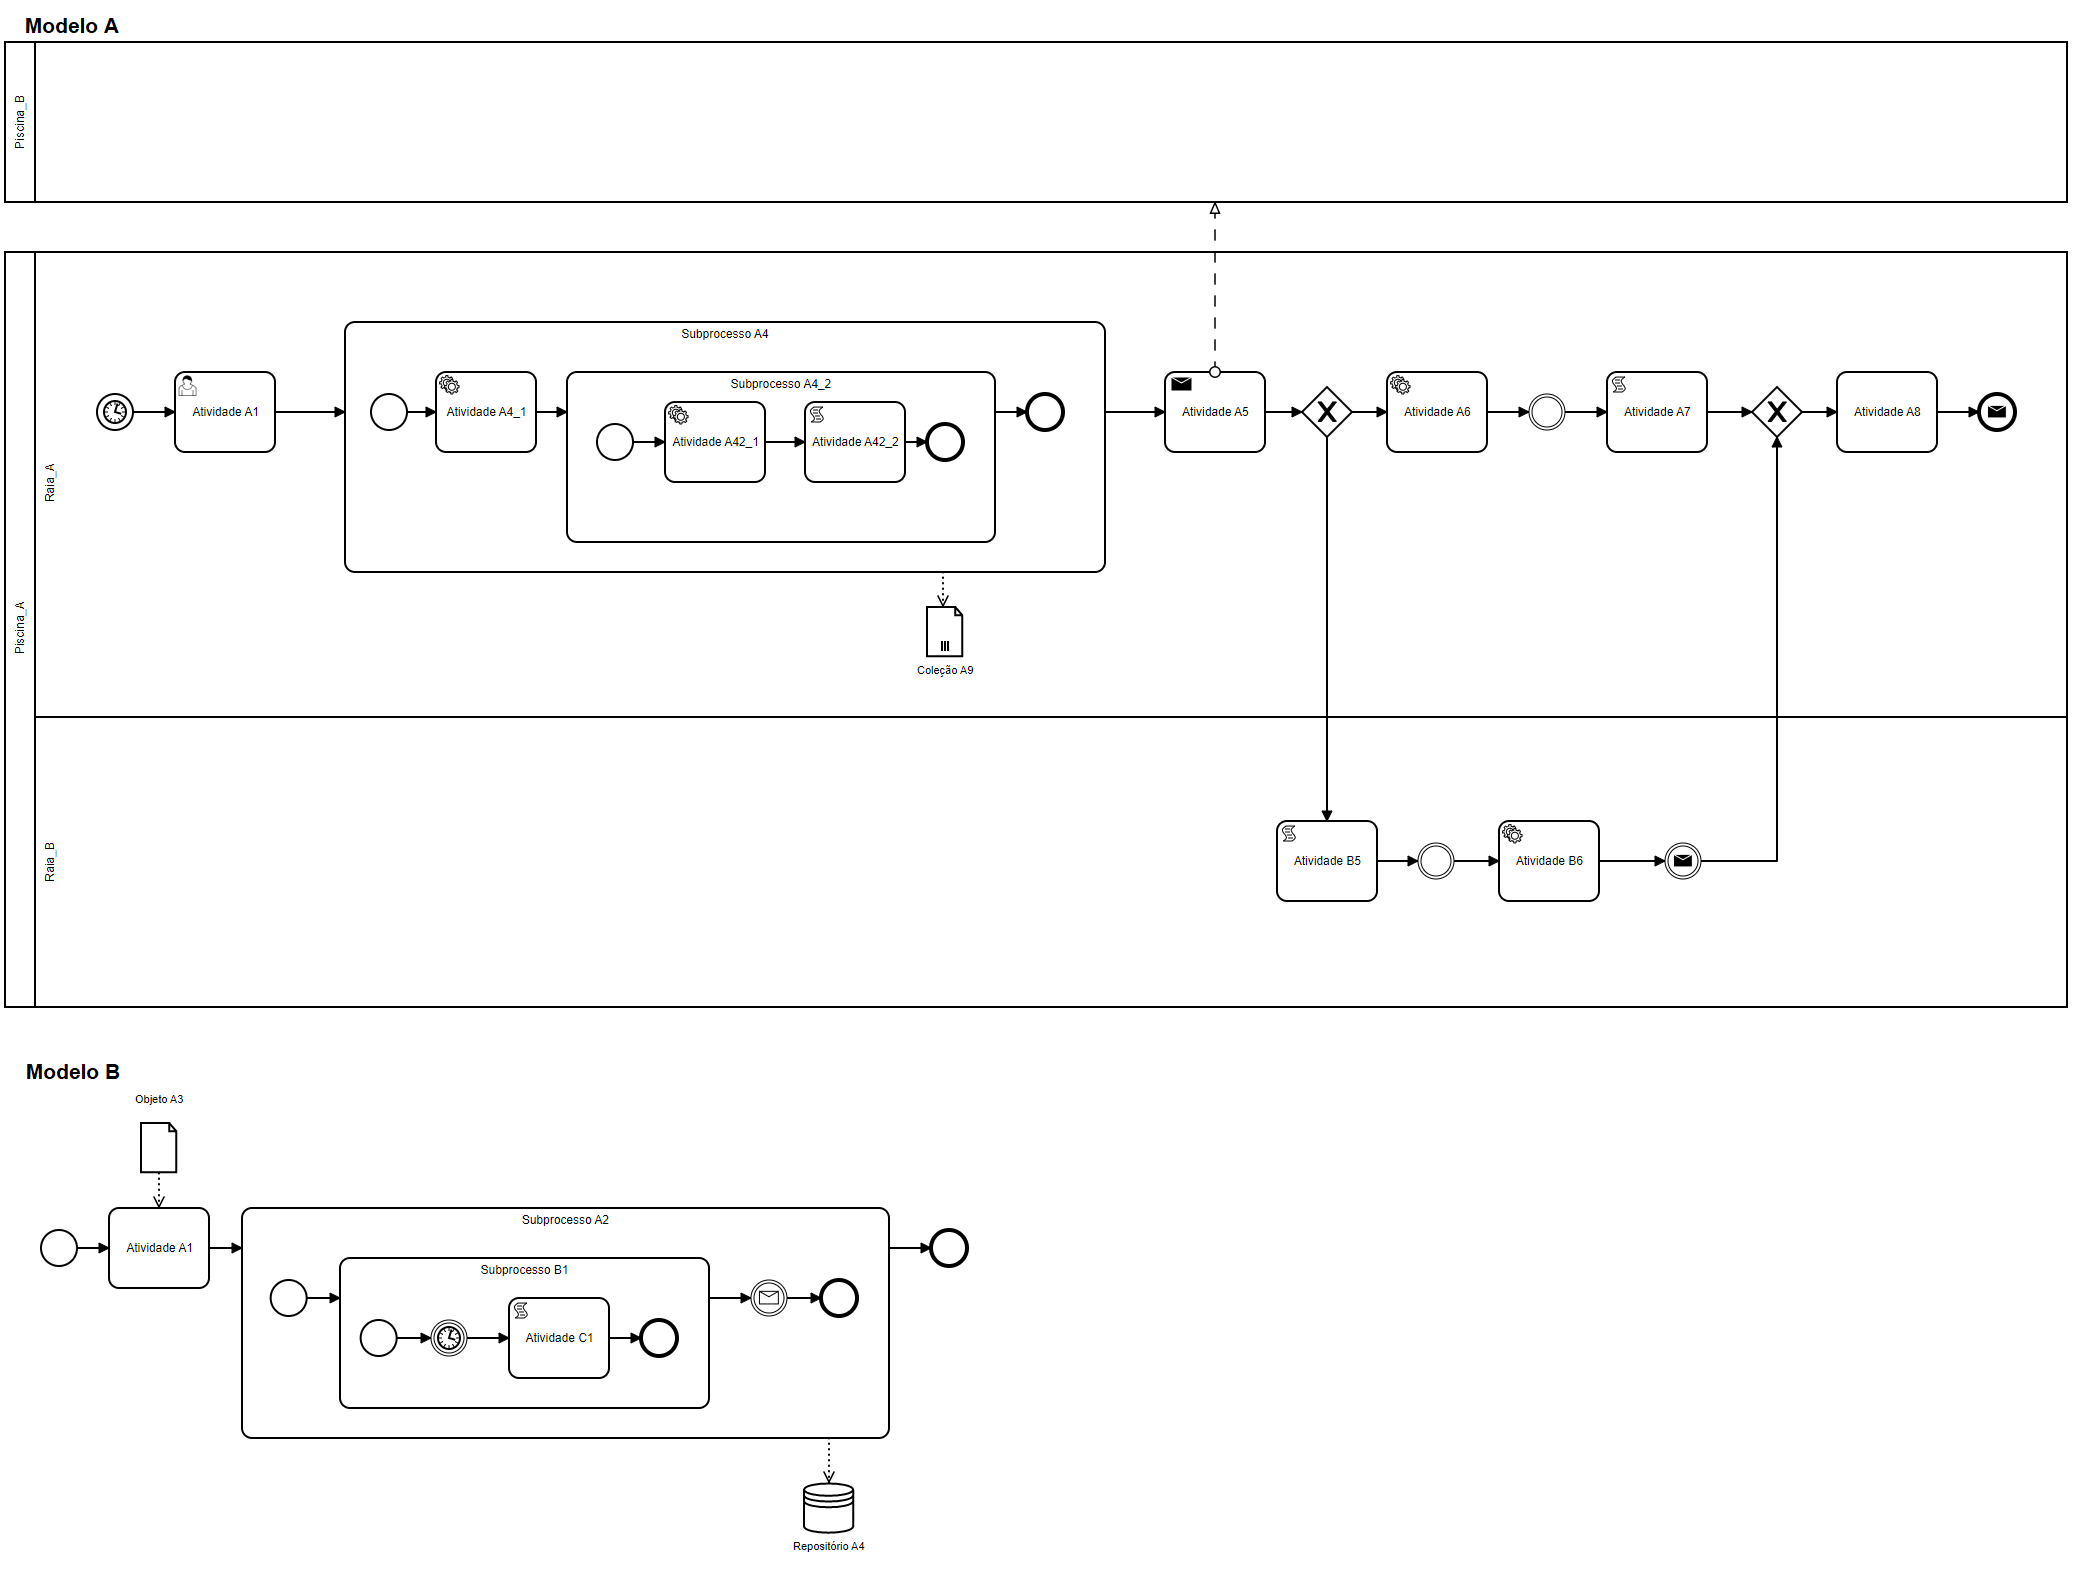 Modelo A
Piscina_B
Piscina_A
Raia_A
Atividade A1
Subprocesso A4
Atividade A4_1
Subprocesso A4_2
Atividade A42_1
Atividade A42_2
Coleção A9
Atividade A5
Atividade A6
Atividade A7
Atividade A8
Raia_B
Atividade B5
Atividade B6
Modelo B
Objeto A3
Atividade A1
Subprocesso A2
Subprocesso B1
Atividade C1
Repositório A4